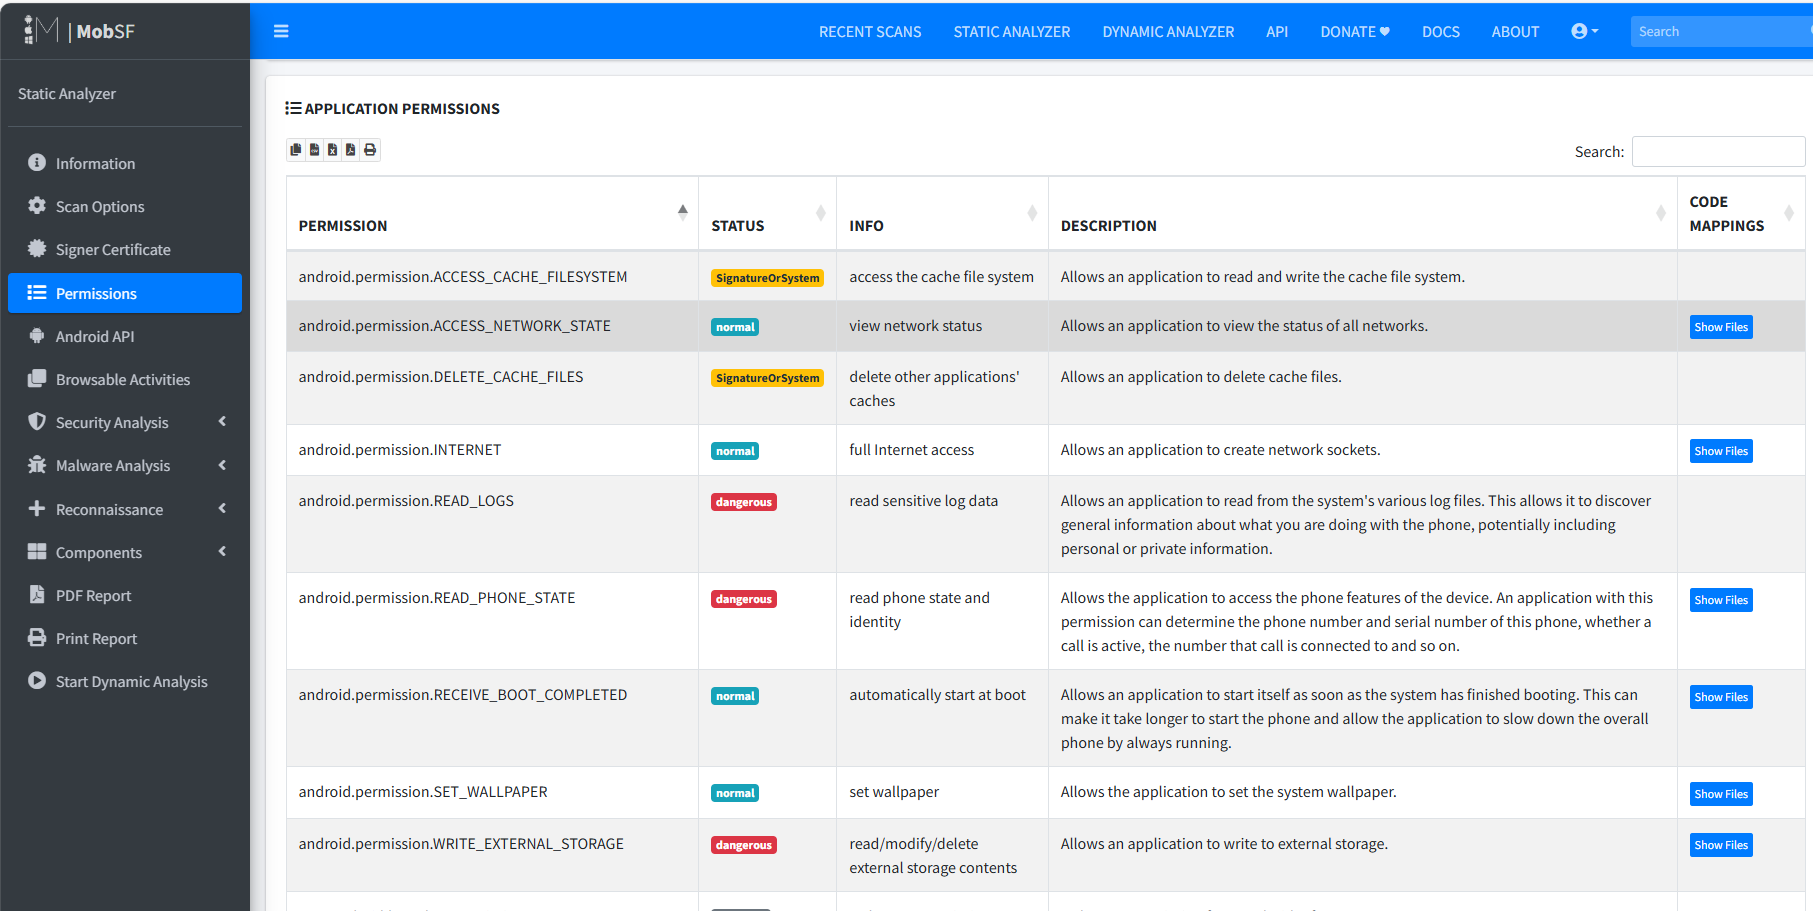 MobSF
RECENT SCANS
STATIC ANALYZER
DYNAMIC ANALYZER
API
DONATE
DOCS
ABOUT
Search
Static Analyzer
Information
Scan Options
Signer Certificate
Permissions
Android API
Browsable Activities
Security Analysis
Malware Analysis
Reconnaissance
Components
PDF Report
Print Report
Start Dynamic Analysis
APPLICATION PERMISSIONS
Search:
PERMISSION
STATUS
INFO
DESCRIPTION
CODE
MAPPINGS
android.permission.ACCESS_CACHE_FILESYSTEM
SignatureOrSystem
access the cache file system
Allows an application to read and write the cache file system.
android.permission.ACCESS_NETWORK_STATE
normal
view network status
Allows an application to view the status of all networks.
Show Files
android.permission.DELETE_CACHE_FILES
SignatureOrSystem
delete other applications'
caches
Allows an application to delete cache files.
android.permission.INTERNET
normal
full Internet access
Allows an application to create network sockets.
Show Files
android.permission.READ_LOGS
dangerous
read sensitive log data
Allows an application to read from the system's various log files. This allows it to discover
general information about what you are doing with the phone, potentially including
personal or private information.
android.permission.READ_PHONE_STATE
dangerous
read phone state and
identity
Allows the application to access the phone features of the device. An application with this
permission can determine the phone number and serial number of this phone, whether a
call is active, the number that call is connected to and so on.
Show Files
android.permission.RECEIVE_BOOT_COMPLETED
normal
automatically start at boot
Allows an application to start itself as soon as the system has finished booting. This can
make it take longer to start the phone and allow the application to slow down the overall
phone by always running.
Show Files
android.permission.SET_WALLPAPER
normal
set wallpaper
Allows the application to set the system wallpaper.
Show Files
android.permission.WRITE_EXTERNAL_STORAGE
dangerous
read/modify/delete
external storage contents
Allows an application to write to external storage.
Show Files